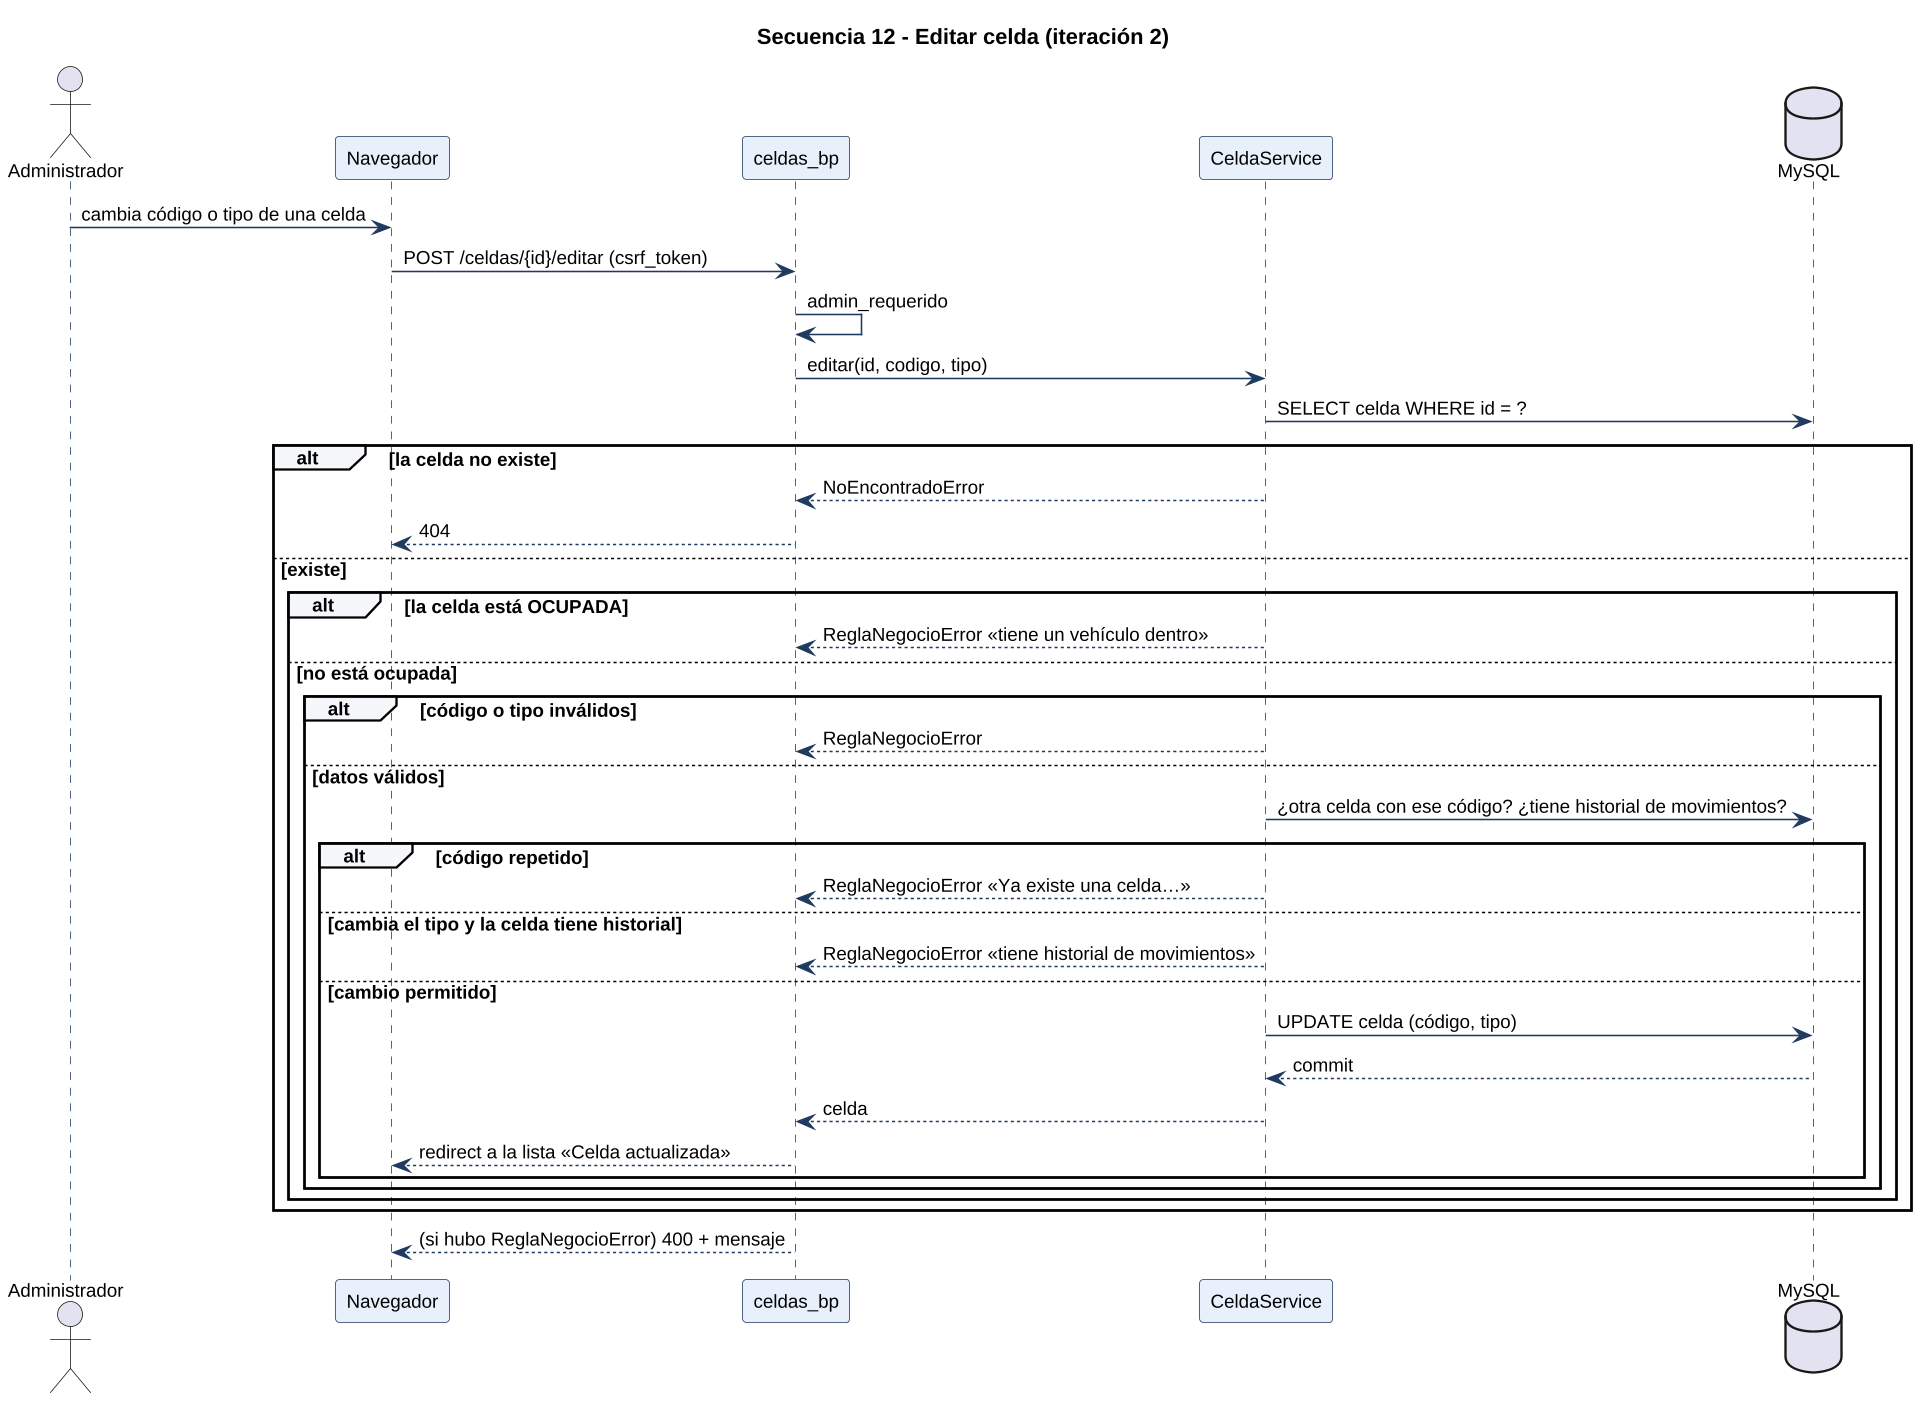 Secuencia 12 - Editar celda (iteración 2)
Administrador
Navegador
celdas_bp
CeldaService
MySQL
cambia código o tipo de una celda
POST /celdas/{id}/editar (csrf_token)
admin_requerido
editar(id, codigo, tipo)
SELECT celda WHERE id = ?
alt [la celda no existe]
NoEncontradoError
404
[existe]
alt [la celda está OCUPADA]
ReglaNegocioError «tiene un vehículo dentro»
[no está ocupada]
alt [código o tipo inválidos]
ReglaNegocioError
[datos válidos]
¿otra celda con ese código? ¿tiene historial de movimientos?
alt [código repetido]
ReglaNegocioError «Ya existe una celda…»
[cambia el tipo y la celda tiene historial]
ReglaNegocioError «tiene historial de movimientos»
[cambio permitido]
UPDATE celda (código, tipo)
commit
celda
redirect a la lista «Celda actualizada»
(si hubo ReglaNegocioError) 400 + mensaje
Administrador
Navegador
celdas_bp
CeldaService
MySQL